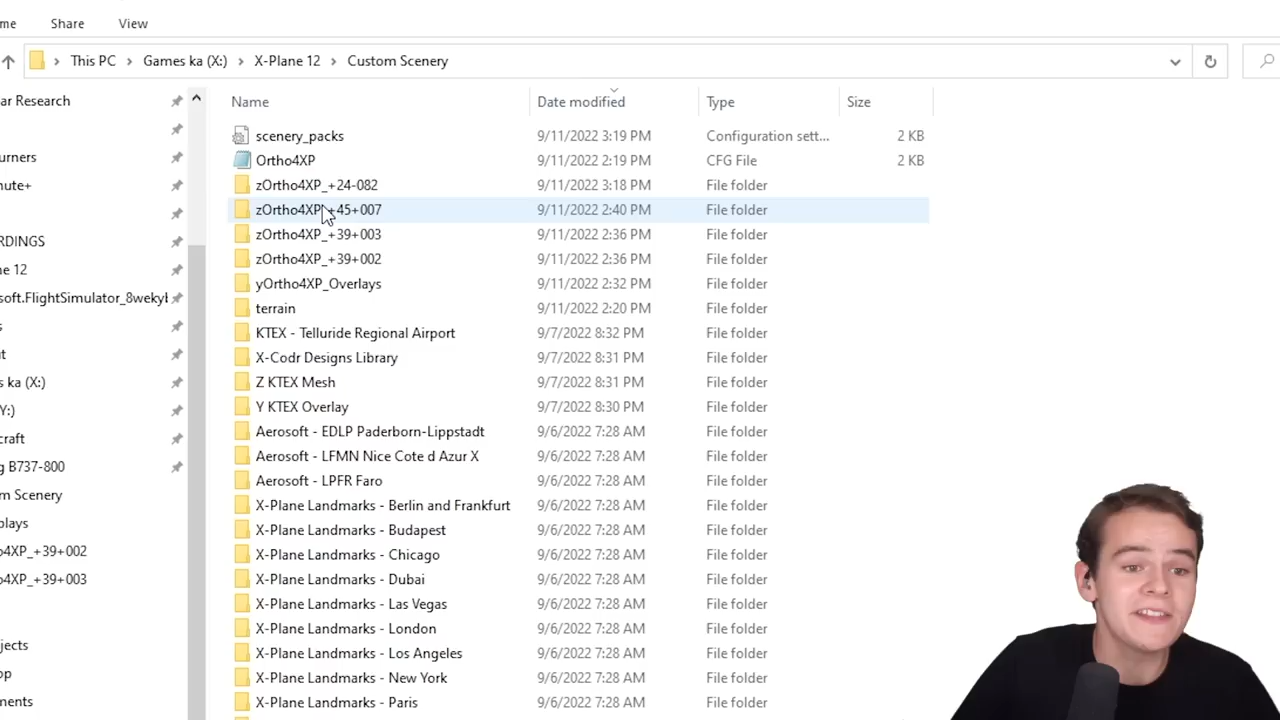 me Share View
This PC › Games ka (X:) › X-Plane 12 › Custom Scenery
Name Date modified Type Size
ar Research
scenery_packs 9/11/2022 3:19 PM Configuration sett... 2 KB
urners
Ortho4XP 9/11/2022 2:19 PM CFG File 2 KB
nute+
zOrtho4XP_+24-082 9/11/2022 3:18 PM File folder
zOrtho4XP_+45+007 9/11/2022 2:40 PM File folder
RDINGS
zOrtho4XP_+39+003 9/11/2022 2:36 PM File folder
ne 12
zOrtho4XP_+39+002 9/11/2022 2:36 PM File folder
soft.FlightSimulator_8wekyb
yOrtho4XP_Overlays 9/11/2022 2:32 PM File folder
s
terrain 9/11/2022 2:20 PM File folder
t
KTEX - Telluride Regional Airport 9/7/2022 8:32 PM File folder
X-Codr Designs Library 9/7/2022 8:31 PM File folder
s ka (X:)
Z KTEX Mesh 9/7/2022 8:31 PM File folder
Y:)
Y KTEX Overlay 9/7/2022 8:30 PM File folder
craft
Aerosoft - EDLP Paderborn-Lippstadt 9/6/2022 7:28 AM File folder
g B737-800
Aerosoft - LFMN Nice Cote d Azur X 9/6/2022 7:28 AM File folder
m Scenery
Aerosoft - LPFR Faro 9/6/2022 7:28 AM File folder
X-Plane Landmarks - Berlin and Frankfurt 9/6/2022 7:28 AM File folder
plays
X-Plane Landmarks - Budapest 9/6/2022 7:28 AM File folder
o4XP_+39+002
X-Plane Landmarks - Chicago 9/6/2022 7:28 AM File folder
o4XP_+39+003
X-Plane Landmarks - Dubai 9/6/2022 7:28 AM File folder
X-Plane Landmarks - Las Vegas 9/6/2022 7:28 AM File folder
X-Plane Landmarks - London 9/6/2022 7:28 AM File folder
jects
X-Plane Landmarks - Los Angeles 9/6/2022 7:28 AM File folder
op
X-Plane Landmarks - New York 9/6/2022 7:28 AM File folder
ments
X-Plane Landmarks - Paris 9/6/2022 7:28 AM File folder